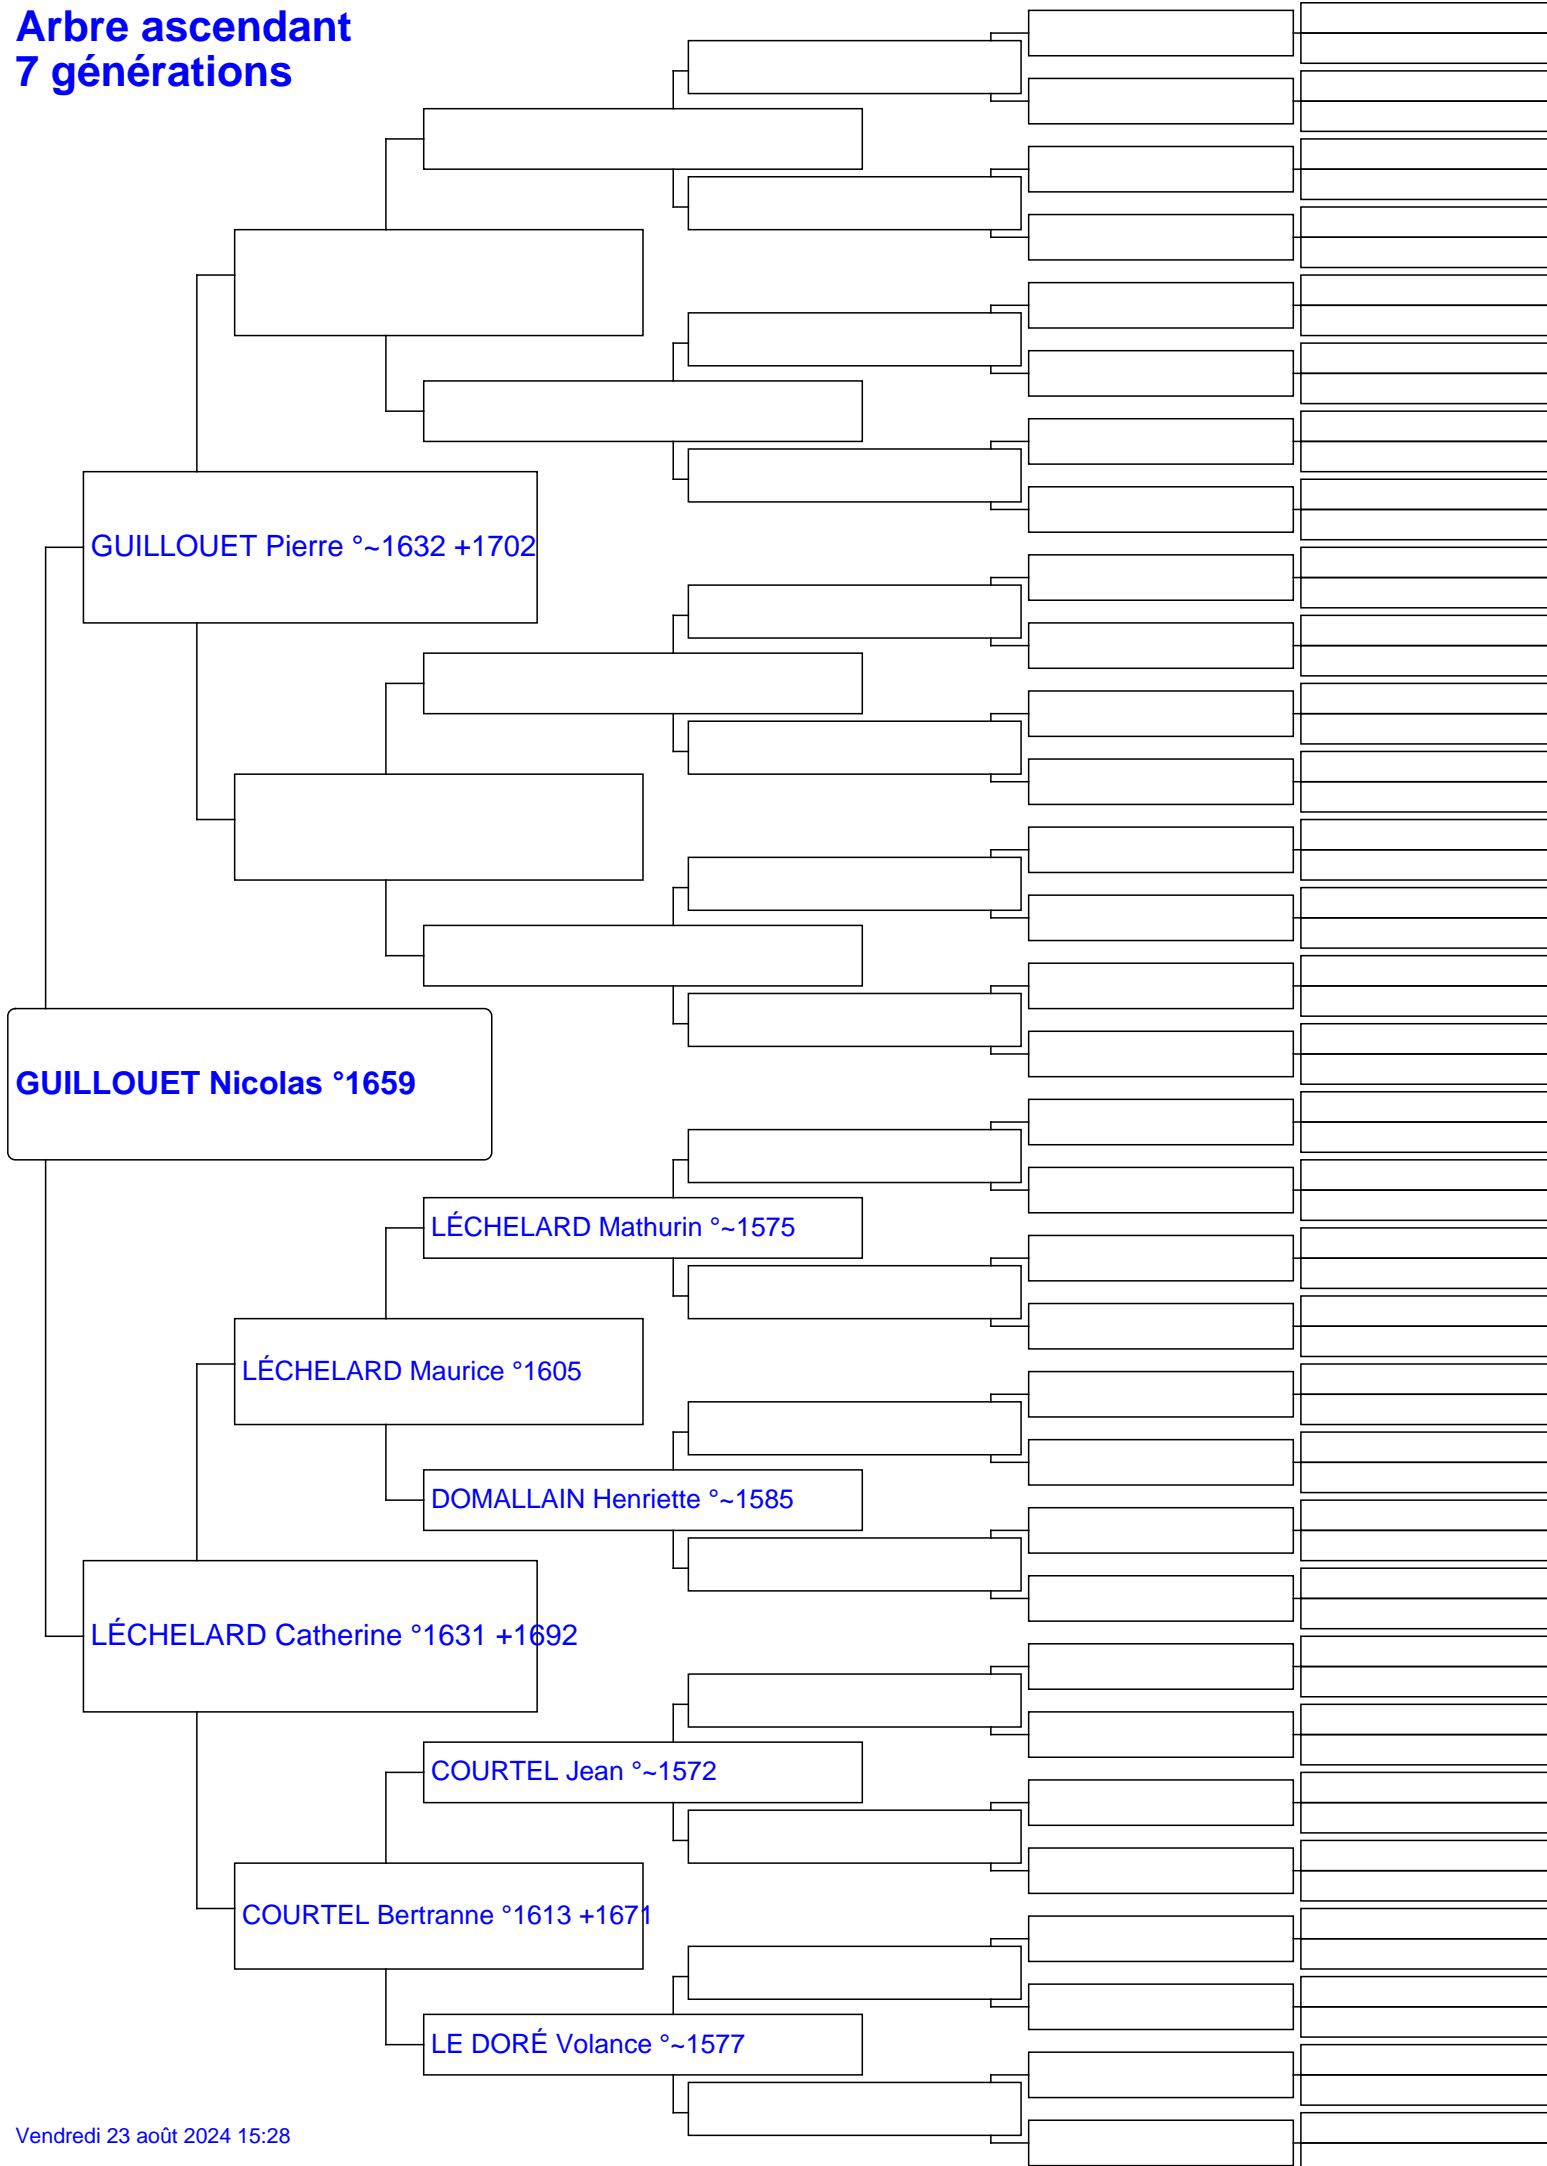 Arbre ascendant
7 générations
GUILLOUET Pierre °~1632 +1702
GUILLOUET Nicolas °1659
LÉCHELARD Mathurin °~1575
LÉCHELARD Maurice °1605
DOMALLAIN Henriette °~1585
LÉCHELARD Catherine °1631 +1692
COURTEL Jean °~1572
COURTEL Bertranne °1613 +1671
LE DORÉ Volance °~1577
Vendredi 23 août 2024 15:28